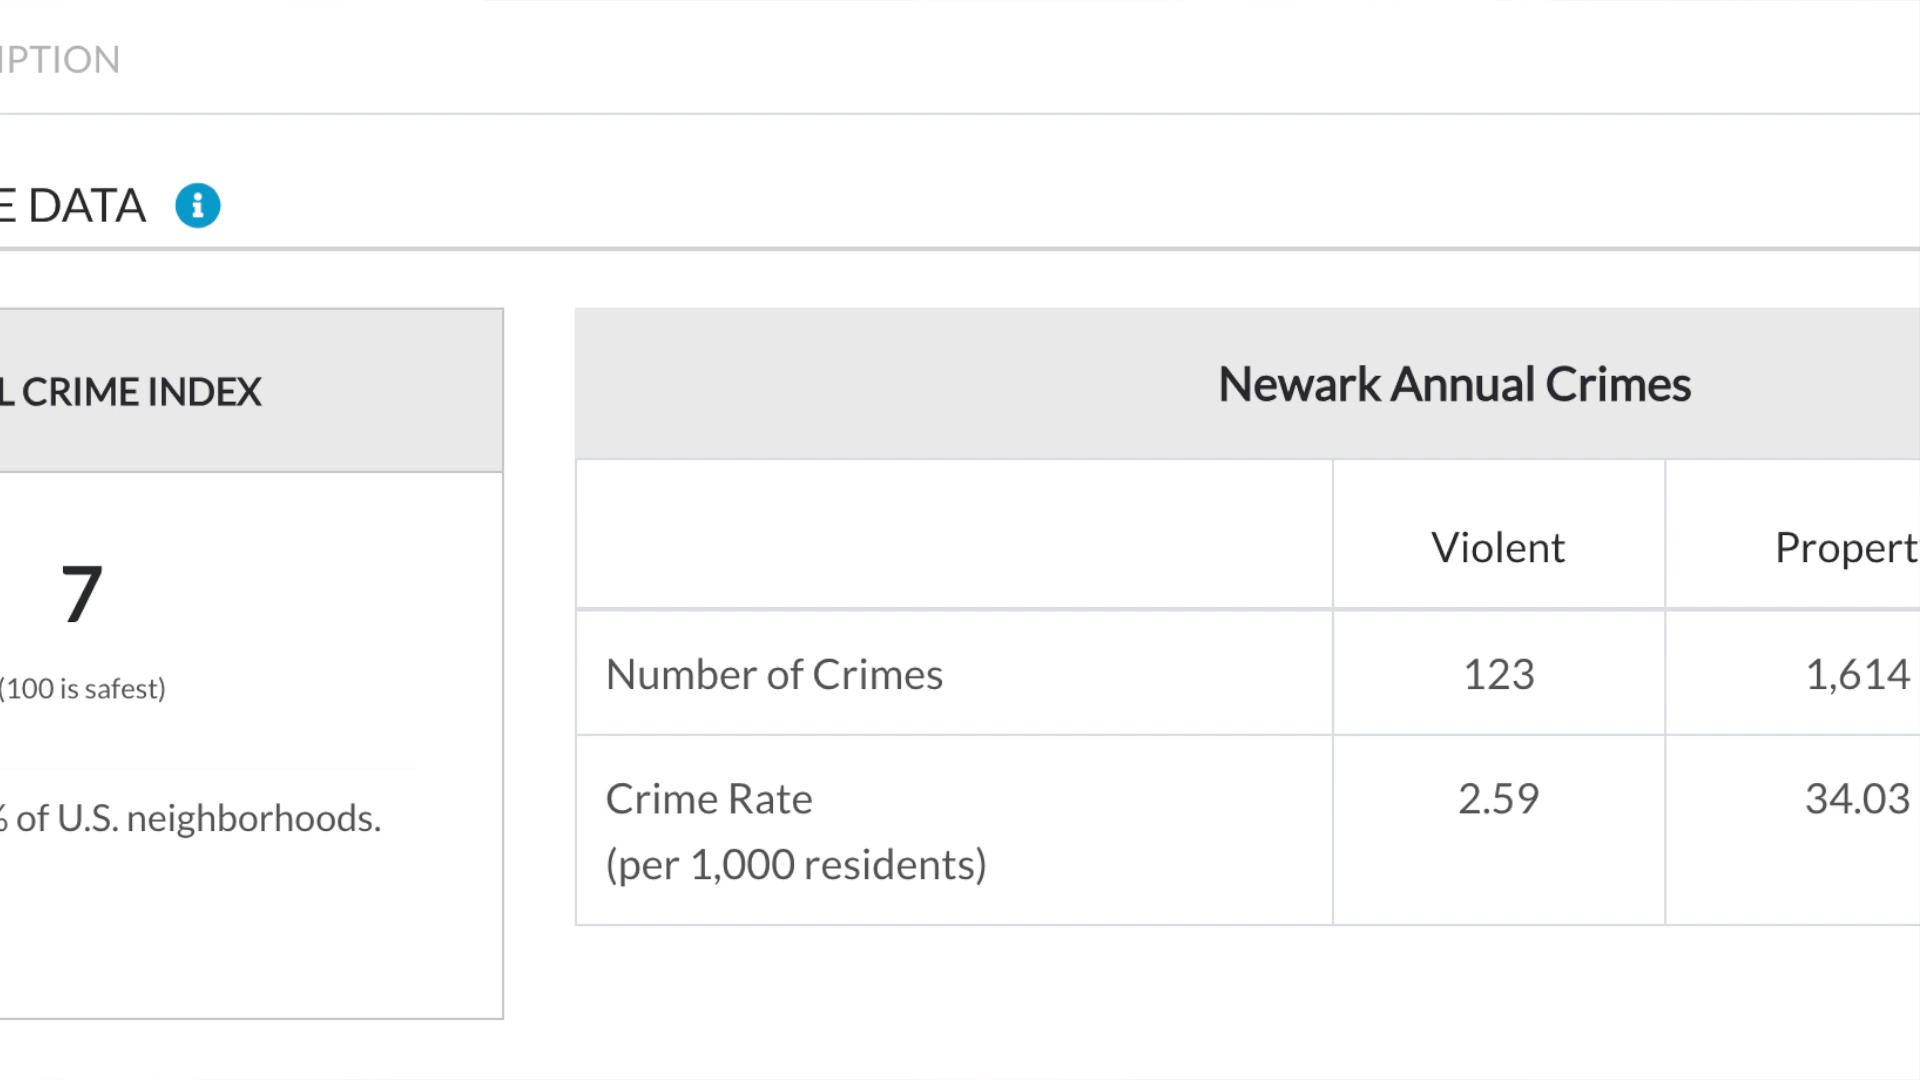 IPTION
E DATA
L CRIME INDEX
7
(100 is safest)
% of U.S. neighborhoods.
Newark Annual Crimes
Violent Propert
Number of Crimes 123 1,614
Crime Rate 2.59 34.03
(per 1,000 residents)